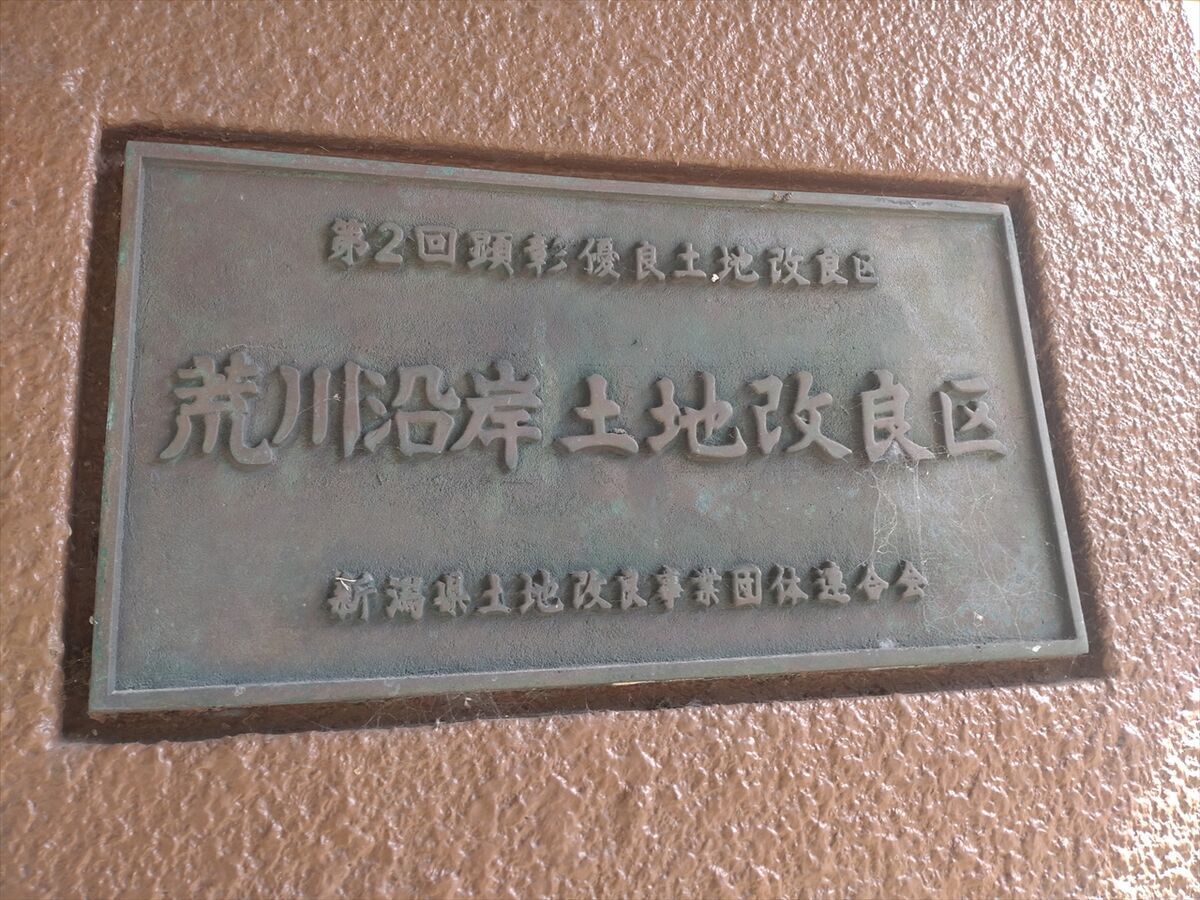 第2回顕彰優良土地改良区
荒川沿岸土地改良区
新潟県土地改良事業団体連合会